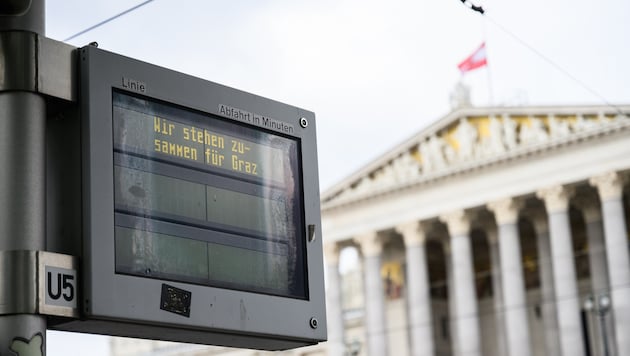 Linie
Abfahrt in Minuten
Wir stehen zu-
sammen für Graz
U5